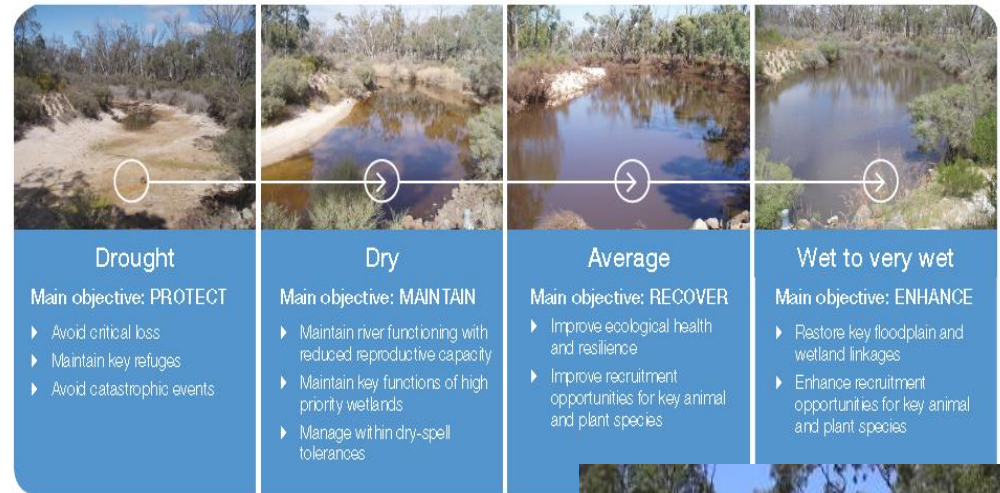 Drought
Main objective: PROTECT
Avoid critical loss
Maintain key refuges
Avoid catastrophic events
Dry
Main objective: MAINTAIN
Maintain river functioning with
reduced reproductive capacity
Maintain key functions of high
priority wetlands
Manage within dry-spell
tolerances
Average
Main objective: RECOVER
Improve ecological health
and resilience
Improve recruitment
opportunities for key animal
and plant species
Wet to very wet
Main objective: ENHANCE
Restore key floodplain and
wetland linkages
Enhance recruitment
opportunities for key animal
and plant species